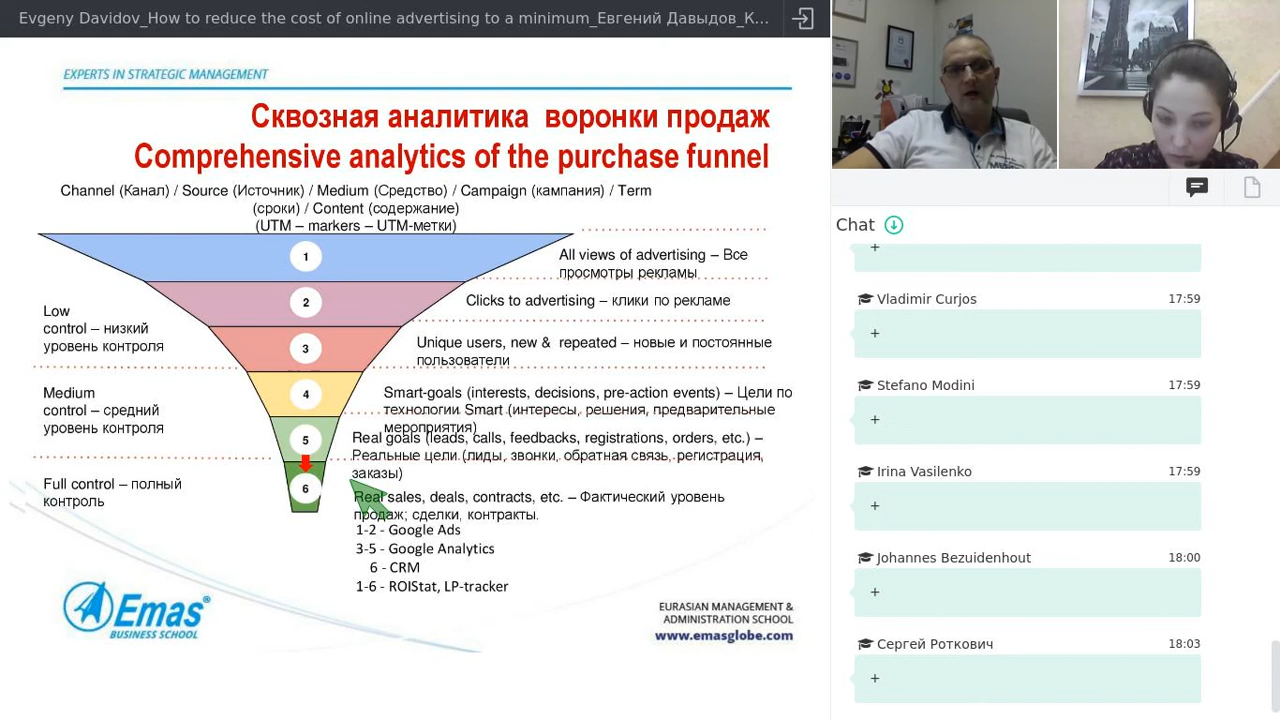 Evgeny Davidov_How to reduce the cost of online advertising to a minimum_Евгений Давыдов_К...
EXPERTS IN STRATEGIC MANAGEMENT
Сквозная аналитика воронки продаж
Comprehensive analytics of the purchase funnel
Channel (Канал) / Source (Источник) / Medium (Средство) / Campaign (кампания) / Term
(сроки) / Content (содержание)
(UTM – markers – UTM-метки)
1
All views of advertising – Все
просмотры рекламы
2
Clicks to advertising – клики по рекламе
Low
control – низкий
уровень контроля
3
Unique users, new & repeated – новые и постоянные
пользователи
Medium
control – средний
уровень контроля
4
Smart-goals (interests, decisions, pre-action events) – Цели по
технологии Smart (интересы, решения, предварительные
мероприятия)
5
Real goals (leads, calls, feedbacks, registrations, orders, etc.) –
Реальные цели (лиды, звонки, обратная связь, регистрация,
заказы)
Full control – полный
контроль
6
Real sales, deals, contracts, etc. – Фактический уровень
продаж; сделки, контракты.
1-2 - Google Ads
3-5 - Google Analytics
6 - CRM
1-6 - ROIStat, LP-tracker
Emas®
BUSINESS SCHOOL
EURASIAN MANAGEMENT &
ADMINISTRATION SCHOOL
www.emasglobe.com
Chat
+
Vladimir Curjos 17:59
+
Stefano Modini 17:59
+
Irina Vasilenko 17:59
+
Johannes Bezuidenhout 18:00
+
Сергей Роткович 18:03
+